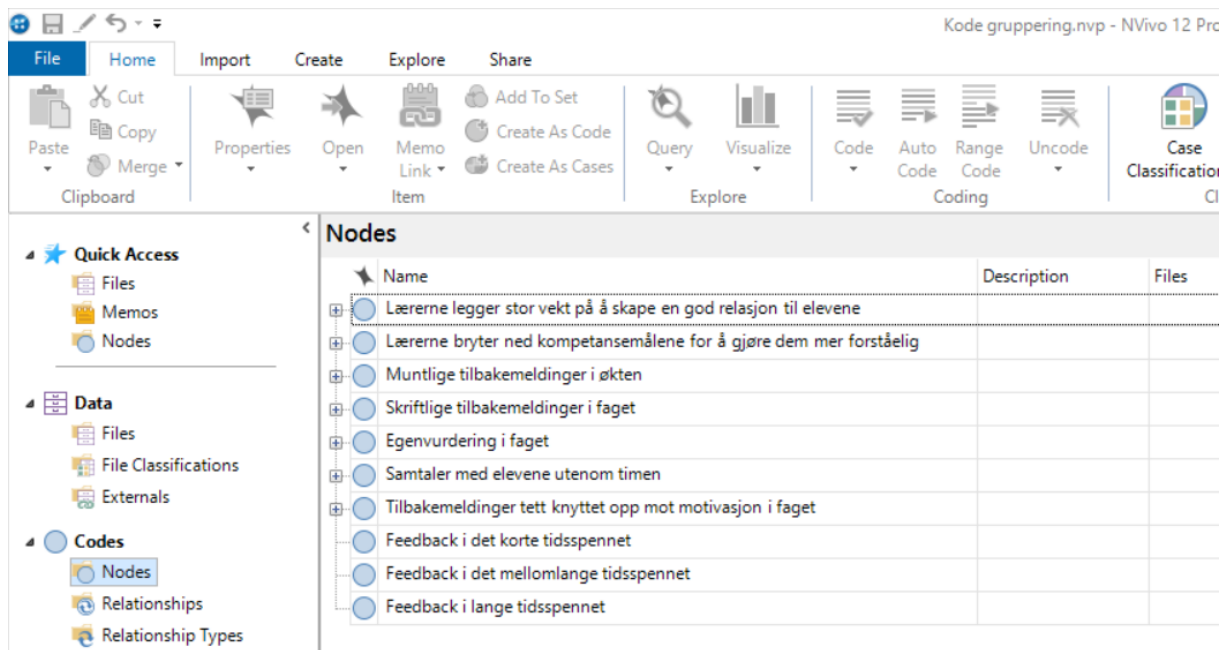 Kode gruppering.nvp - NVivo 12 Pro
File Home Import Create Explore Share
Paste
Cut
Copy
Merge
Clipboard
Properties
Open
Memo Link
Add To Set
Create As Code
Create As Cases
Item
Query
Visualize
Explore
Code
Auto Code
Range Code
Uncode
Coding
Case
Classification
Quick Access
Files
Memos
Nodes
Data
Files
File Classifications
Externals
Codes
Nodes
Relationships
Relationship Types
Nodes
Name Description Files
Lærerne legger stor vekt på å skape en god relasjon til elevene
Lærerne bryter ned kompetansemålene for å gjøre dem mer forståelig
Muntlige tilbakemeldinger i økten
Skriftlige tilbakemeldinger i faget
Egenvurdering i faget
Samtaler med elevene utenom timen
Tilbakemeldinger tett knyttet opp mot motivasjon i faget
Feedback i det korte tidsspennet
Feedback i det mellomlange tidsspennet
Feedback i lange tidsspennet